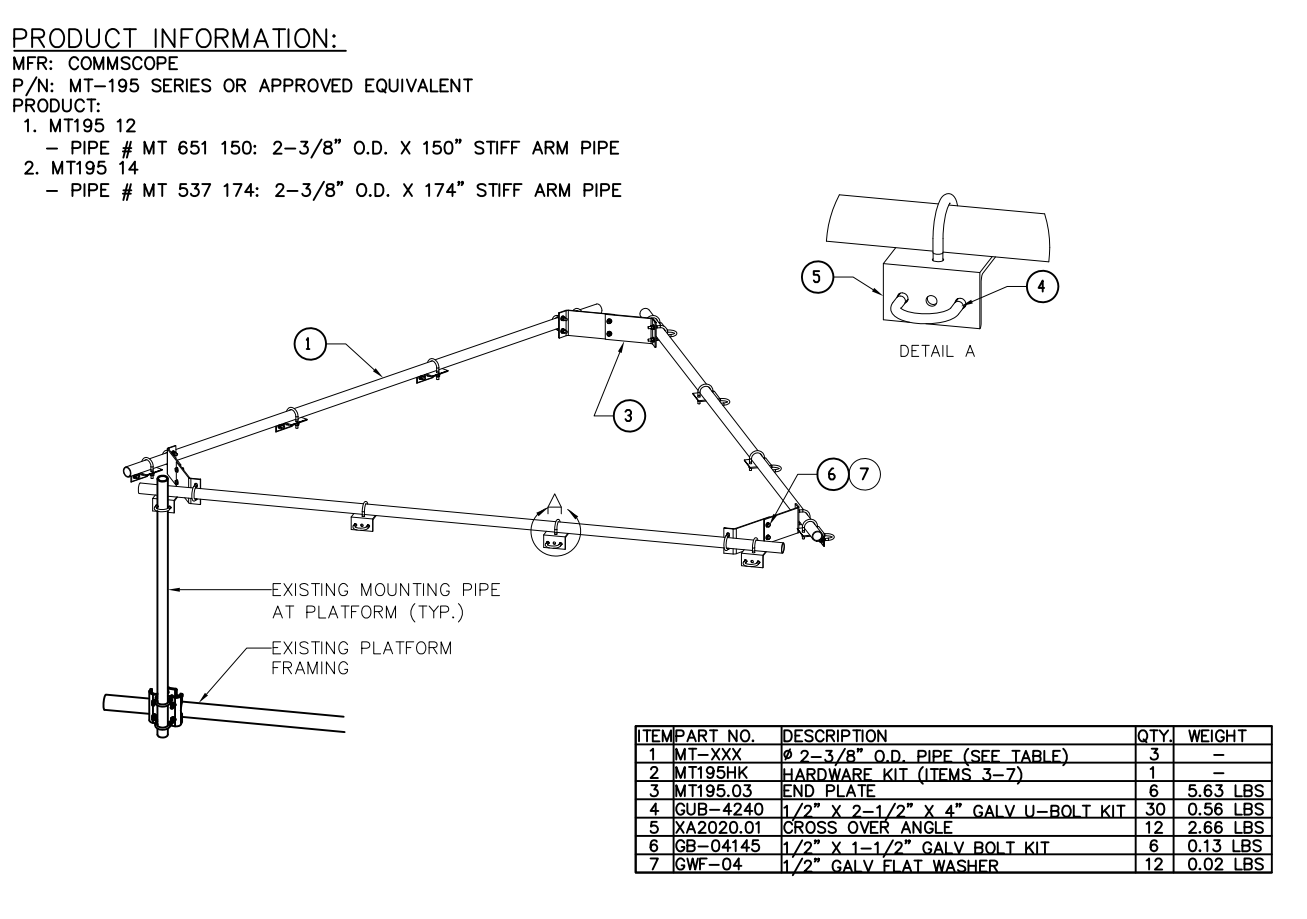 PRODUCT INFORMATION:
MFR: COMMSCOPE
P/N: MT-195 SERIES OR APPROVED EQUIVALENT
PRODUCT:
1. MT195 12
- PIPE # MT 651 150: 2-3/8" O.D. X 150" STIFF ARM PIPE
2. MT195 14
- PIPE # MT 537 174: 2-3/8" O.D. X 174" STIFF ARM PIPE
5
4
DETAIL A
1
3
6 7
A
EXISTING MOUNTING PIPE
AT PLATFORM (TYP.)
EXISTING PLATFORM
FRAMING
ITEM PART NO. DESCRIPTION QTY. WEIGHT
1 MT-XXX Ø 2-3/8" O.D. PIPE (SEE TABLE) 3 -
2 MT195HK HARDWARE KIT (ITEMS 3-7) 1 -
3 MT195.03 END PLATE 6 5.63 LBS
4 GUB-4240 1/2" X 2-1/2" X 4" GALV U-BOLT KIT 30 0.56 LBS
5 XA2020.01 CROSS OVER ANGLE 12 2.66 LBS
6 GB-04145 1/2" X 1-1/2" GALV BOLT KIT 6 0.13 LBS
7 GWF-04 1/2" GALV FLAT WASHER 12 0.02 LBS